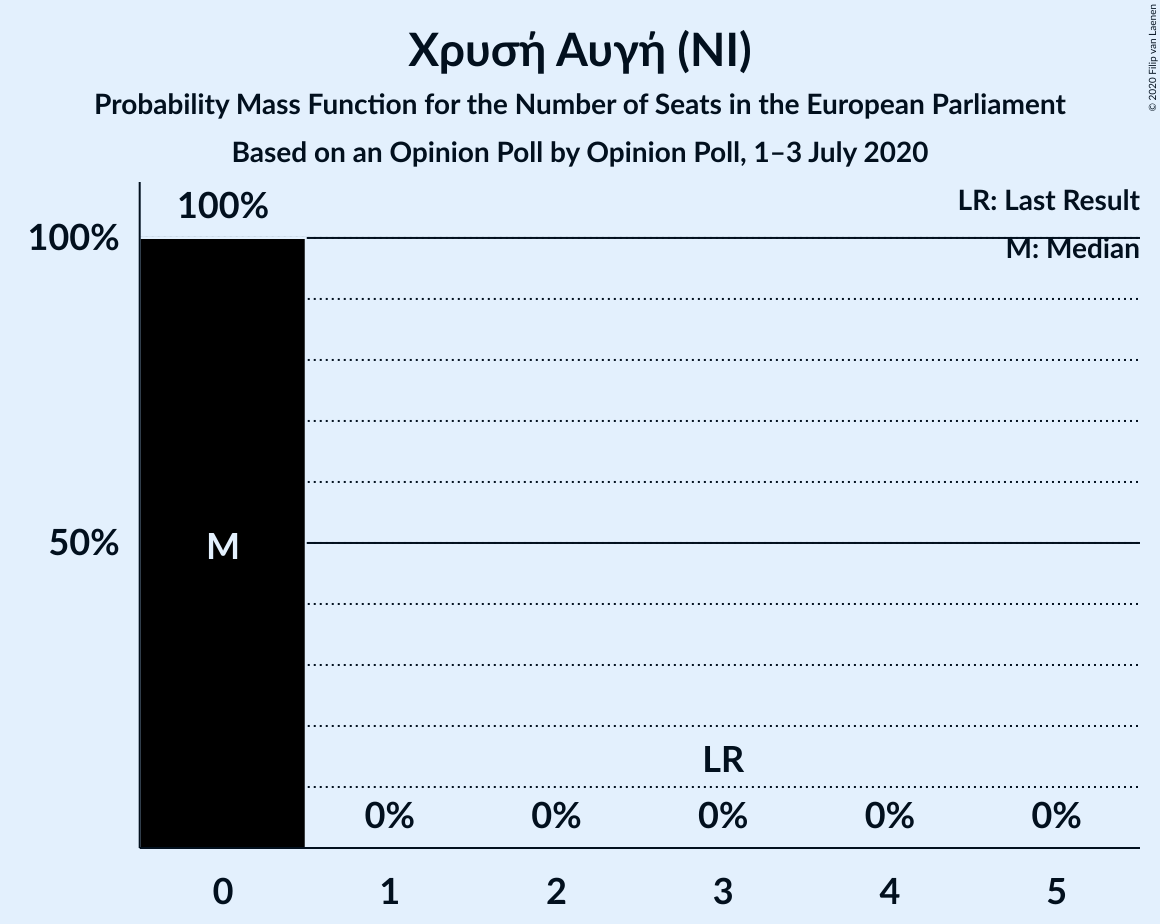 Χρυσή Αυγή (NI)
Probability Mass Function for the Number of Seats in the European Parliament
Based on an Opinion Poll by Opinion Poll, 1–3 July 2020
© 2020 Filip van Laenen
LR: Last Result
M: Median
100%
100%
50%
M
LR
0% 0% 0% 0% 0%
0 1 2 3 4 5